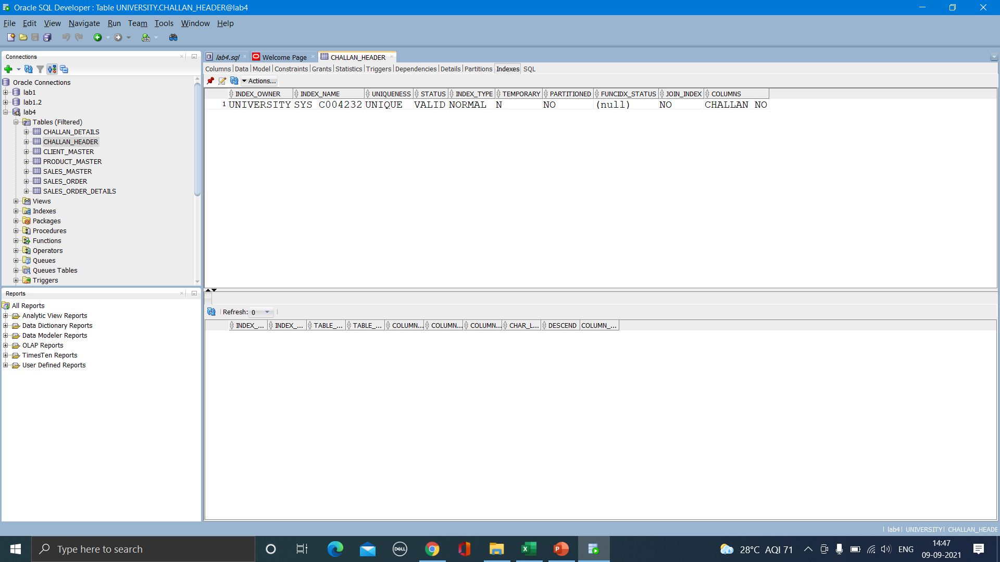 Oracle SQL Developer : Table UNIVERSITY.CHALLAN_HEADER@lab4
File Edit View Navigate Run Team Tools Window Help
Connections
Oracle Connections
lab1
lab1.2
lab4
Tables (Filtered)
CHALLAN_DETAILS
CHALLAN_HEADER
CLIENT_MASTER
PRODUCT_MASTER
SALES_MASTER
SALES_ORDER
SALES_ORDER_DETAILS
Views
Indexes
Packages
Procedures
Functions
Operators
Queues
Queues Tables
Triggers
Reports
All Reports
Analytic View Reports
Data Dictionary Reports
Data Modeler Reports
OLAP Reports
TimesTen Reports
User Defined Reports
lab4.sql Welcome Page CHALLAN_HEADER
Columns Data Model Constraints Grants Statistics Triggers Dependencies Details Partitions Indexes SQL
Actions...
INDEX_OWNER INDEX_NAME UNIQUENESS STATUS INDEX_TYPE TEMPORARY PARTITIONED FUNCIDX_STATUS JOIN_INDEX COLUMNS
1 UNIVERSITY SYS_C004232 UNIQUE VALID NORMAL N NO (null) NO CHALLAN_NO
Refresh: 0
INDEX_... INDEX_... TABLE_... TABLE_... COLUMN... COLUMN... COLUMN... CHAR_L... DESCEND COLUMN_...
lab4 UNIVERSITY CHALLAN_HEADE
Type here to search
DELL
28°C AQI 71
ENG
14:47
09-09-2021